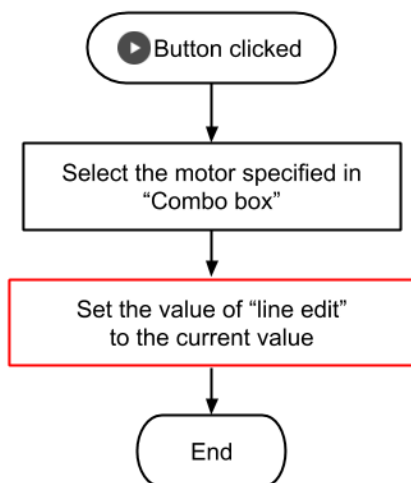 Button clicked
Select the motor specified in
“Combo box”
Set the value of “line edit”
to the current value
End